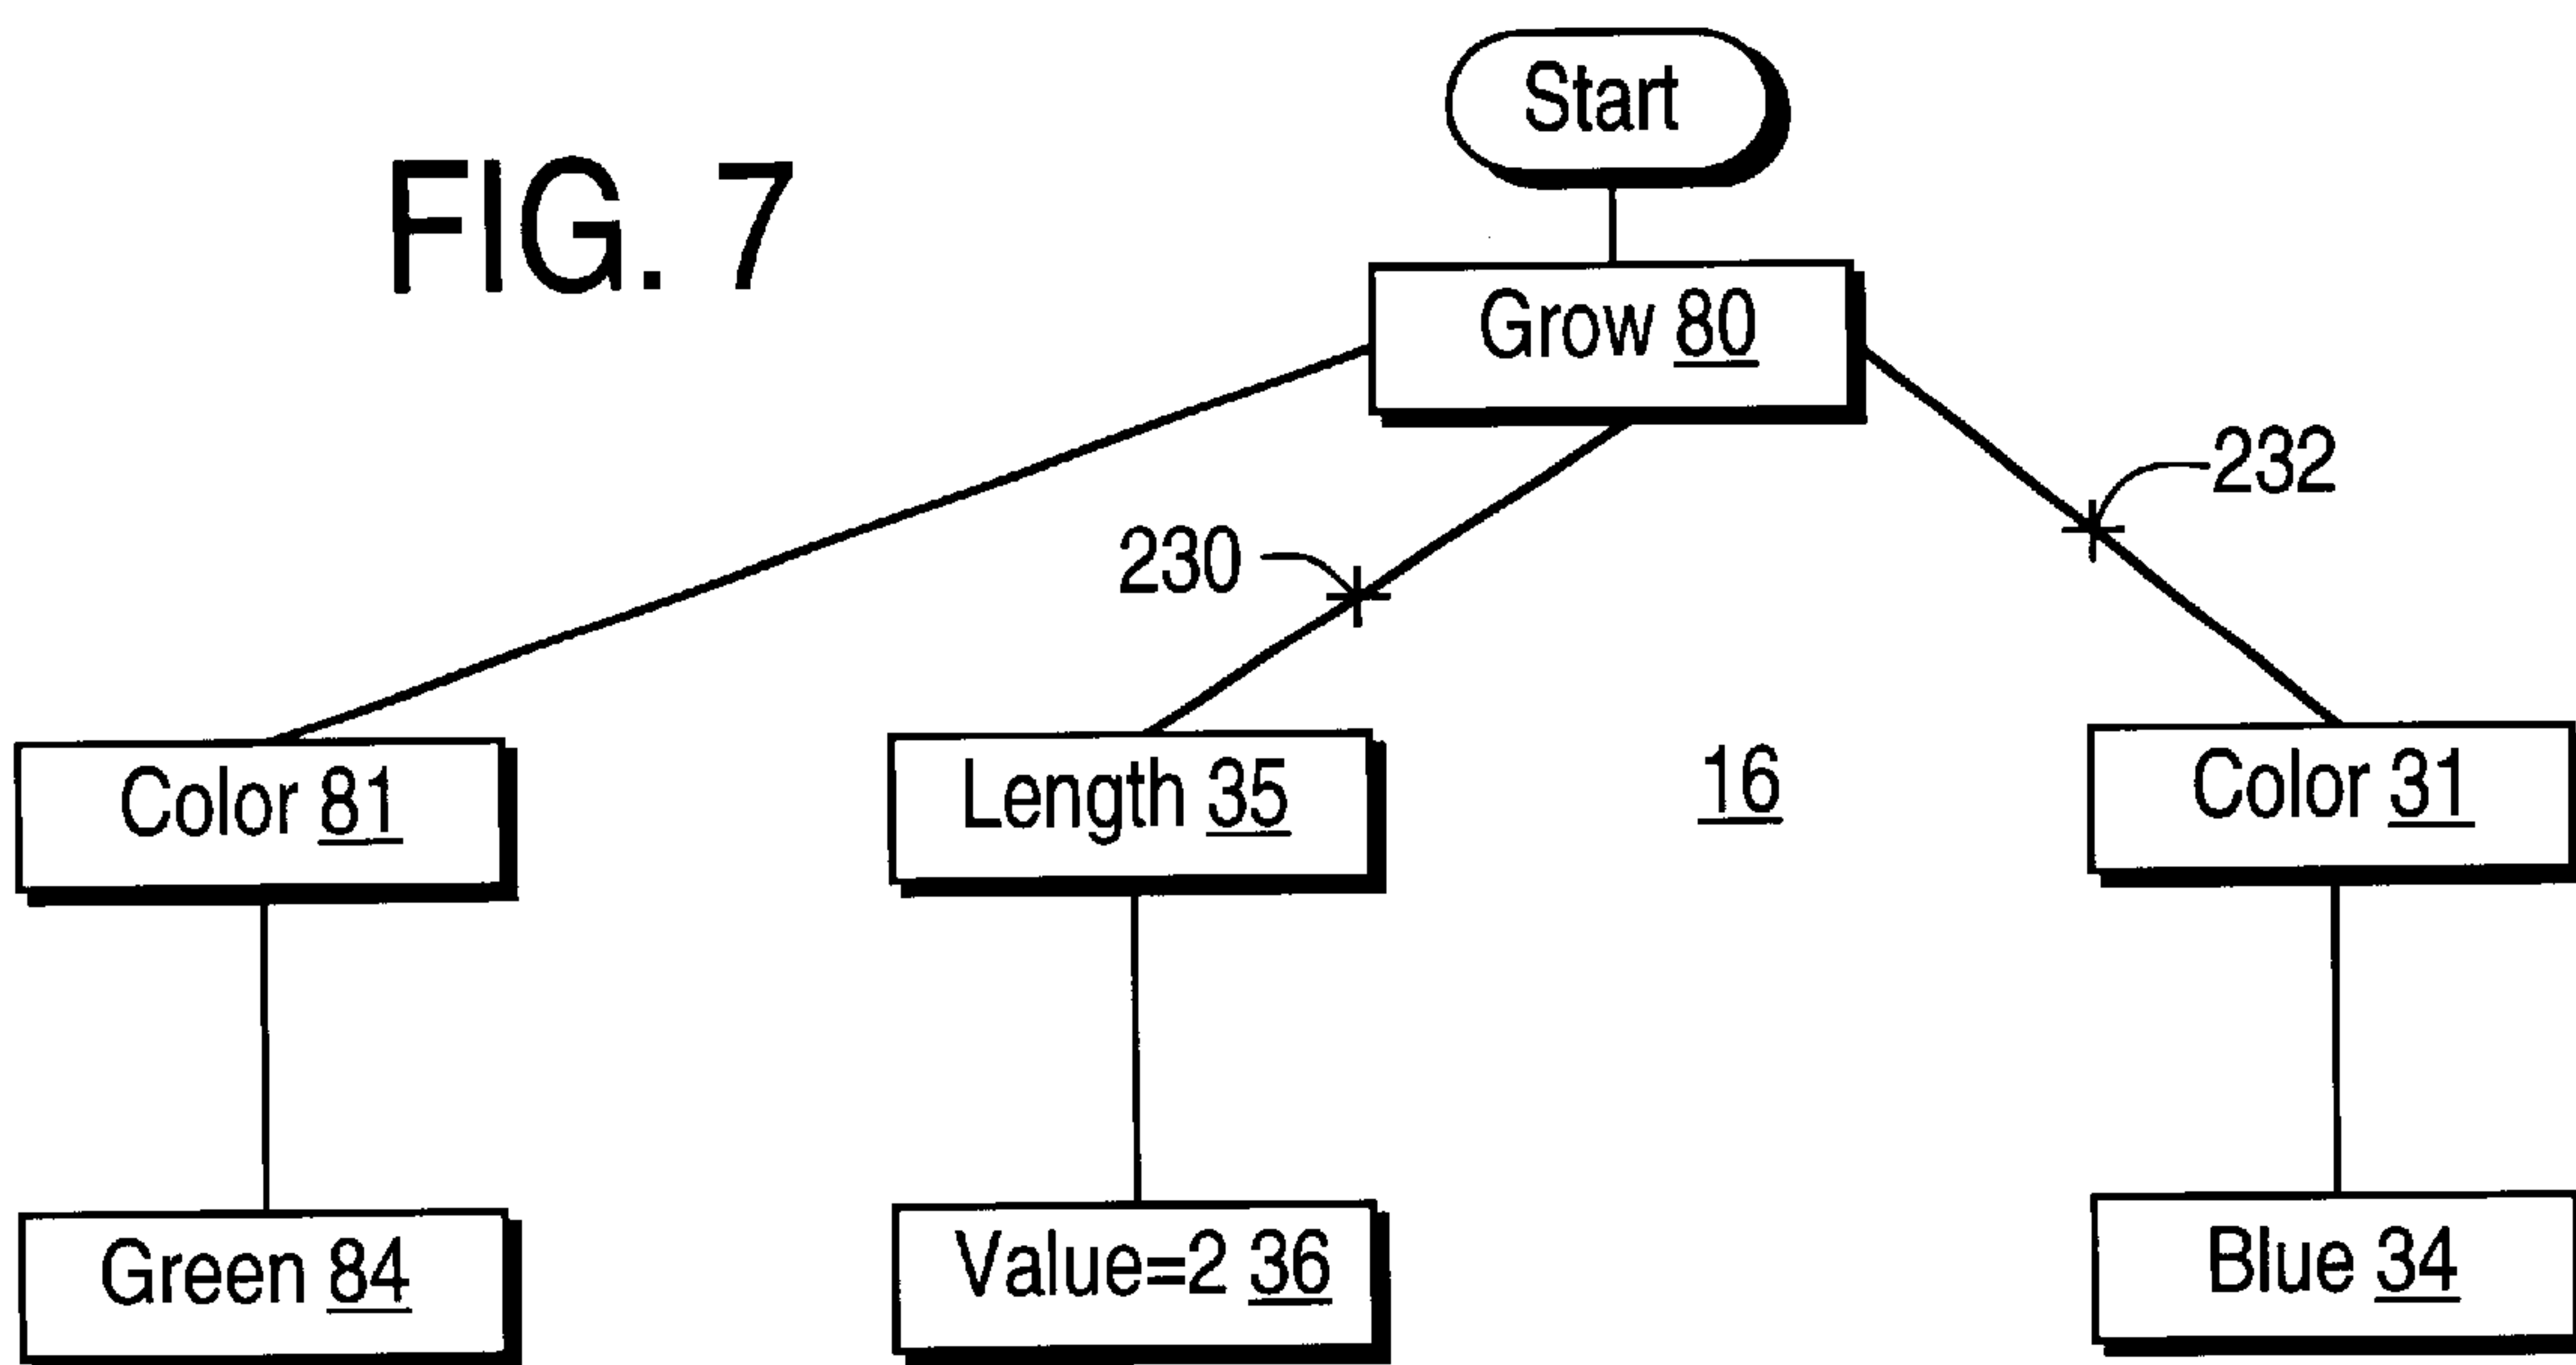 FIG. 7
Start
Grow 80
230
232
Color 81
Length 35
16
Color 31
Green 84
Value=2 36
Blue 34